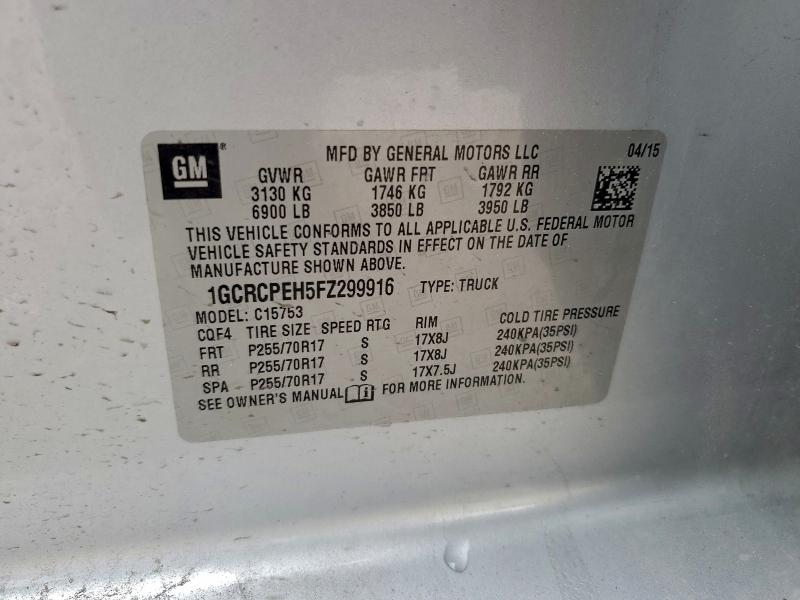 GM® MFD BY GENERAL MOTORS LLC 04/15
GVWR GAWR FRT GAWR RR
3130 KG 1746 KG 1792 KG
6900 LB 3850 LB 3950 LB
THIS VEHICLE CONFORMS TO ALL APPLICABLE U.S. FEDERAL MOTOR
VEHICLE SAFETY STANDARDS IN EFFECT ON THE DATE OF
MANUFACTURE SHOWN ABOVE.
1GCRCPEH5FZ299916 TYPE: TRUCK
MODEL: C15753
CQF4 TIRE SIZE SPEED RTG RIM COLD TIRE PRESSURE
FRT P255/70R17 S 17X8J 240KPA(35PSI)
RR P255/70R17 S 17X8J 240KPA(35PSI)
SPA P255/70R17 S 17X7.5J 240KPA(35PSI)
SEE OWNER'S MANUAL FOR MORE INFORMATION.